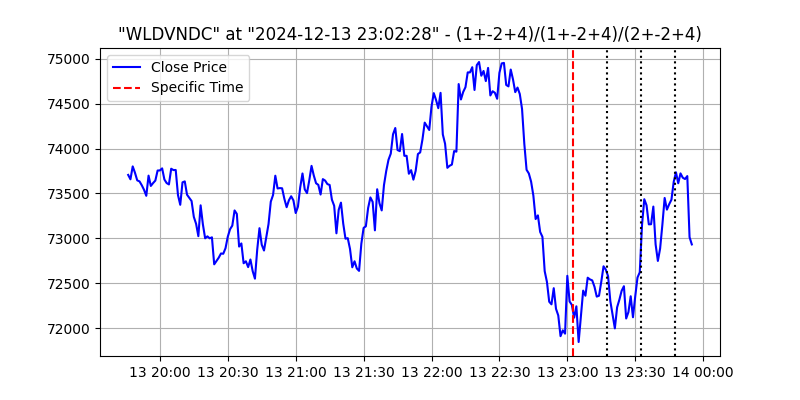 "WLDVNDC" at "2024-12-13 23:02:28" - (1+-2+4)/(1+-2+4)/(2+-2+4)
Close Price
Specific Time
75000
74500
74000
73500
73000
72500
72000
13 20:00 13 20:30 13 21:00 13 21:30 13 22:00 13 22:30 13 23:00 13 23:30 14 00:00